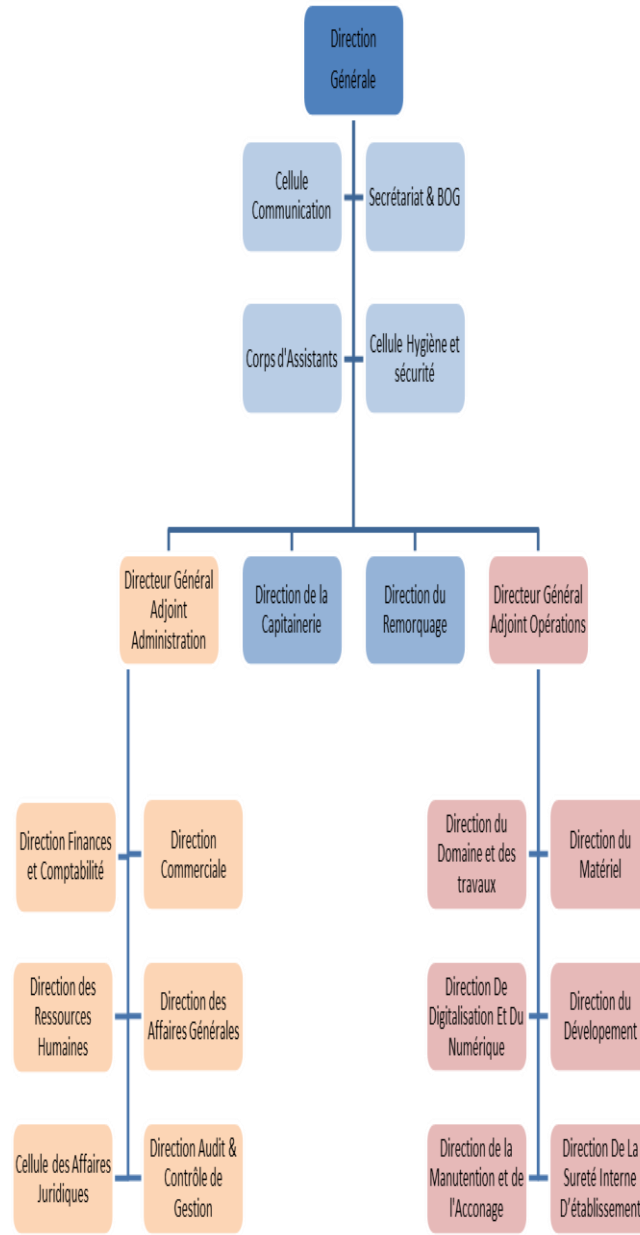 Direction
Générale
Cellule
Communication
Secrétariat & BOG
Corps d'Assistants
Cellule Hygiène et
sécurité
Directeur Général
Adjoint
Administration
Direction de la
Capitainerie
Direction du
Remorquage
Directeur Général
Adjoint Opérations
Direction Finances
et Comptabilité
Direction
Commerciale
Direction du
Domaine et des
travaux
Direction du
Matériel
Direction des
Ressources
Humaines
Direction des
Affaires Générales
Direction De
Digitalisation Et Du
Numérique
Direction du
Dévelopement
Cellule des Affaires
Juridiques
Direction Audit &
Contrôle de
Gestion
Direction de la
Manutention et de
l'Acconage
Direction De La
Sureté Interne
D'établissement